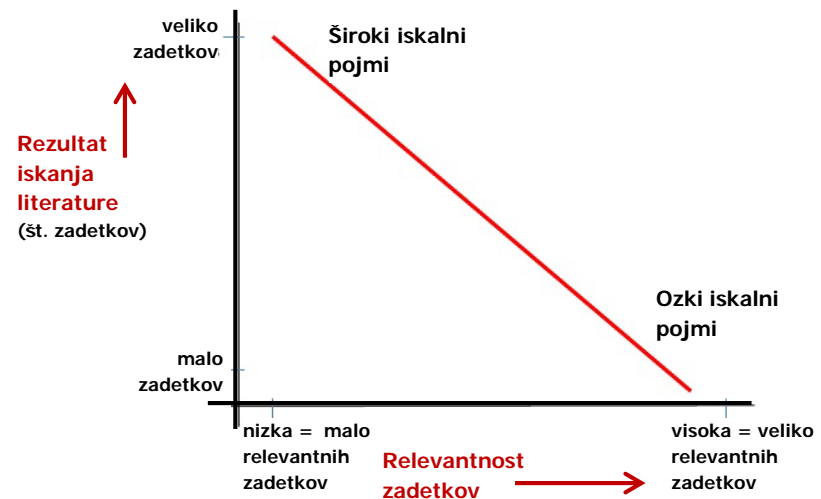 veliko
zadetkov
Široki iskalni
pojmi
Rezultat
iskanja
literature
(št. zadetkov)
Ozki iskalni
pojmi
malo
zadetkov
nizka = malo
relevantnih
zadetkov
Relevantnost
zadetkov
visoka = veliko
relevantnih
zadetkov